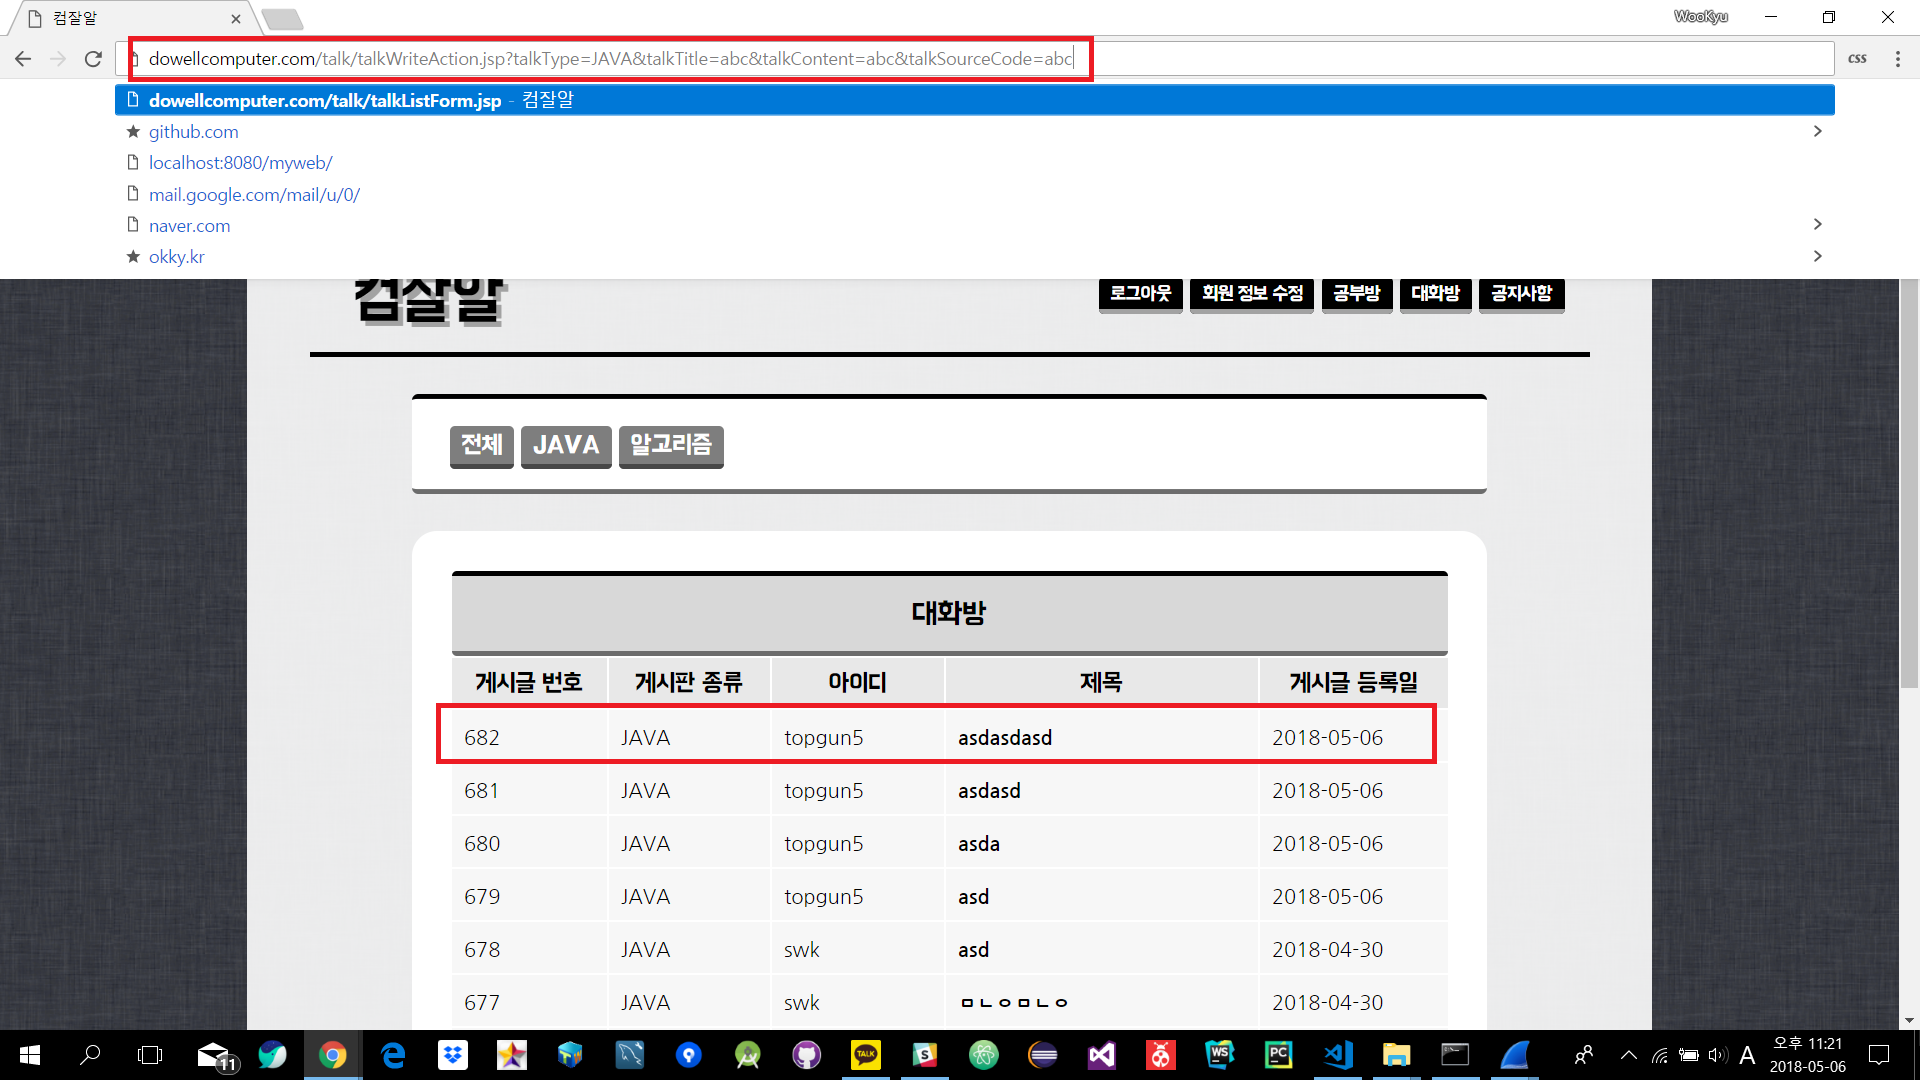 컴잘알
WooKyu
dowellcomputer.com/talk/talkWriteAction.jsp?talkType=JAVA&talkTitle=abc&talkContent=abc&talkSourceCode=abc
css
dowellcomputer.com/talk/talkListForm.jsp - 컴잘알
github.com
localhost:8080/myweb/
mail.google.com/mail/u/0/
naver.com
okky.kr
컴잘알
로그아웃 회원 정보 수정 공부방 대화방 공지사항
전체 JAVA 알고리즘
대화방
게시글 번호 게시판 종류 아이디 제목 게시글 등록일
682 JAVA topgun5 asdasdasd 2018-05-06
681 JAVA topgun5 asdasd 2018-05-06
680 JAVA topgun5 asda 2018-05-06
679 JAVA topgun5 asd 2018-05-06
678 JAVA swk asd 2018-04-30
677 JAVA swk ㅁㄴㅇㅁㄴㅇ 2018-04-30
11
TALK
S
WS
PC
A
오후 11:21
2018-05-06